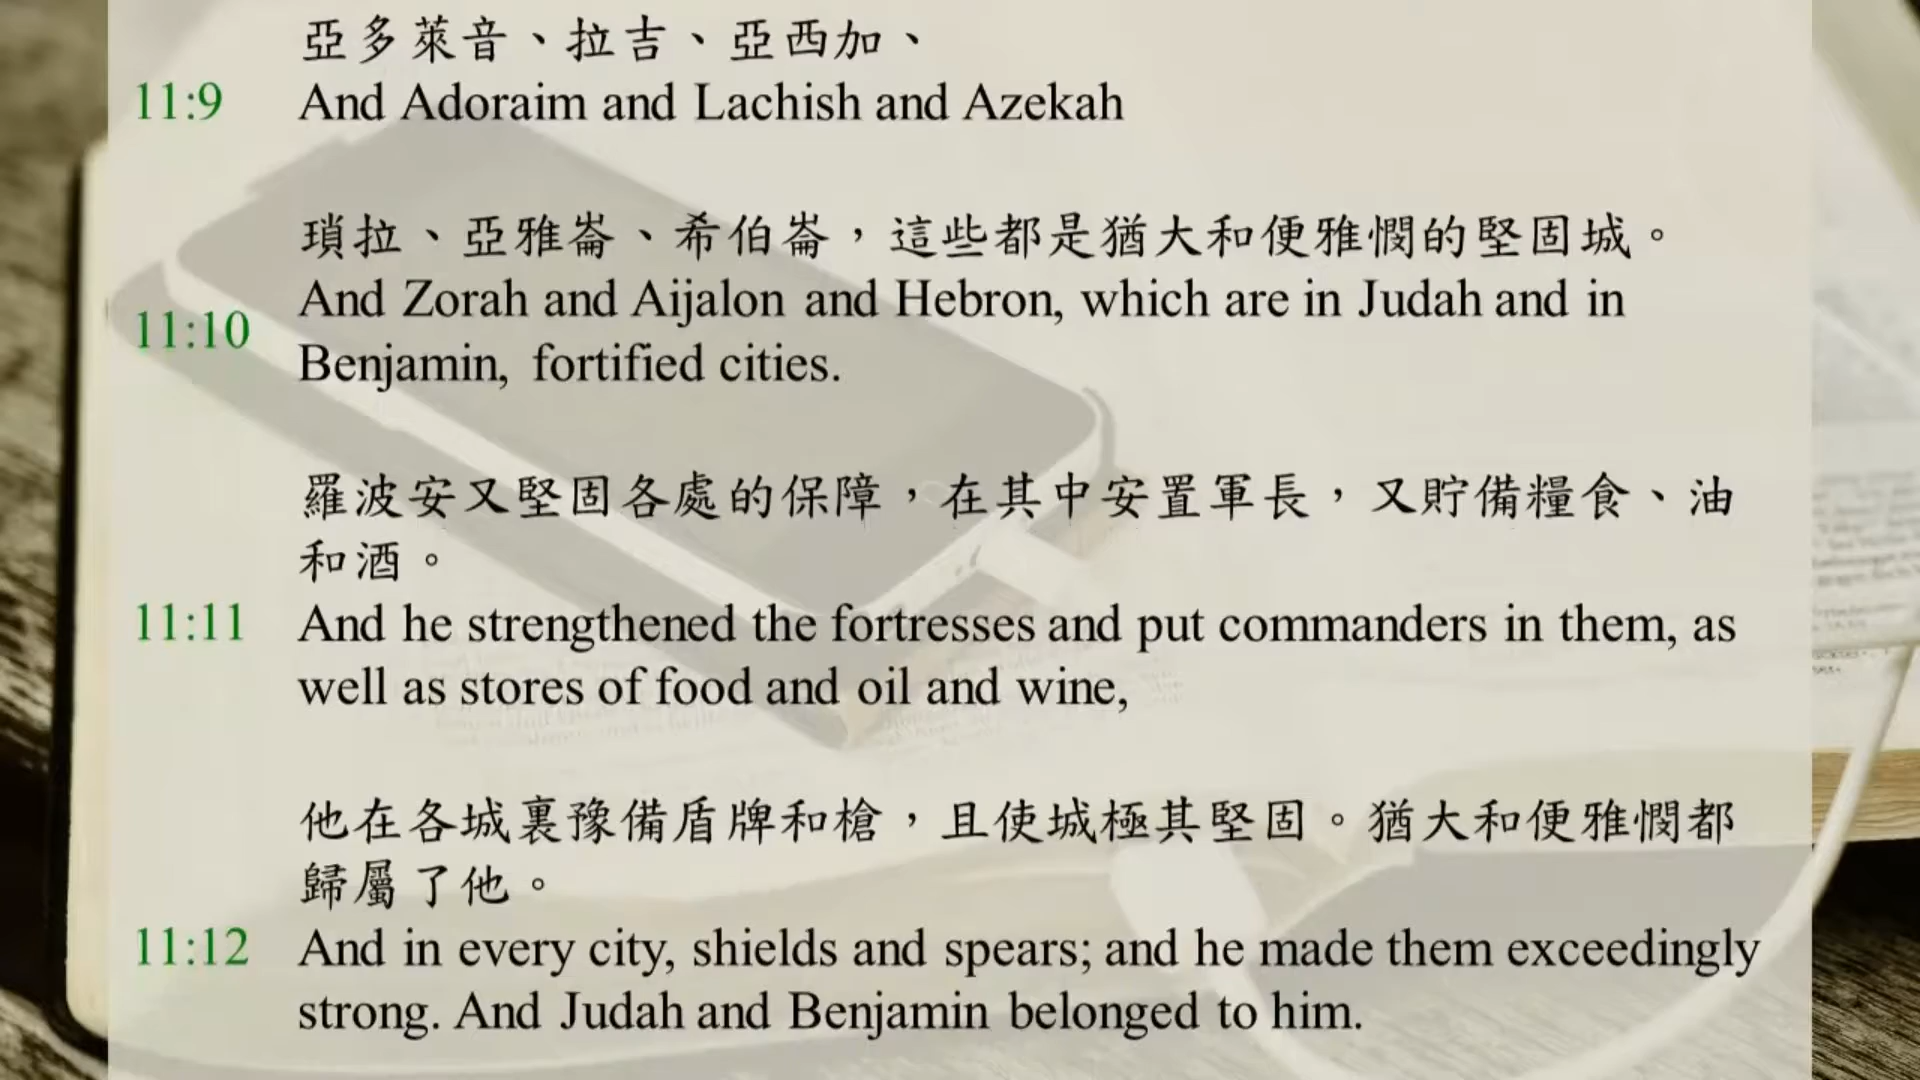 亞多萊音、拉吉、亞西加、
11:9 And Adoraim and Lachish and Azekah
瑣拉、亞雅崙、希伯崙，這些都是猶大和便雅憫的堅固城。
11:10 And Zorah and Aijalon and Hebron, which are in Judah and in
Benjamin, fortified cities.
羅波安又堅固各處的保障，在其中安置軍長，又貯備糧食、油
和酒。
11:11 And he strengthened the fortresses and put commanders in them, as
well as stores of food and oil and wine,
他在各城裏豫備盾牌和槍，且使城極其堅固。猶大和便雅憫都
歸屬了他。
11:12 And in every city, shields and spears; and he made them exceedingly
strong. And Judah and Benjamin belonged to him.